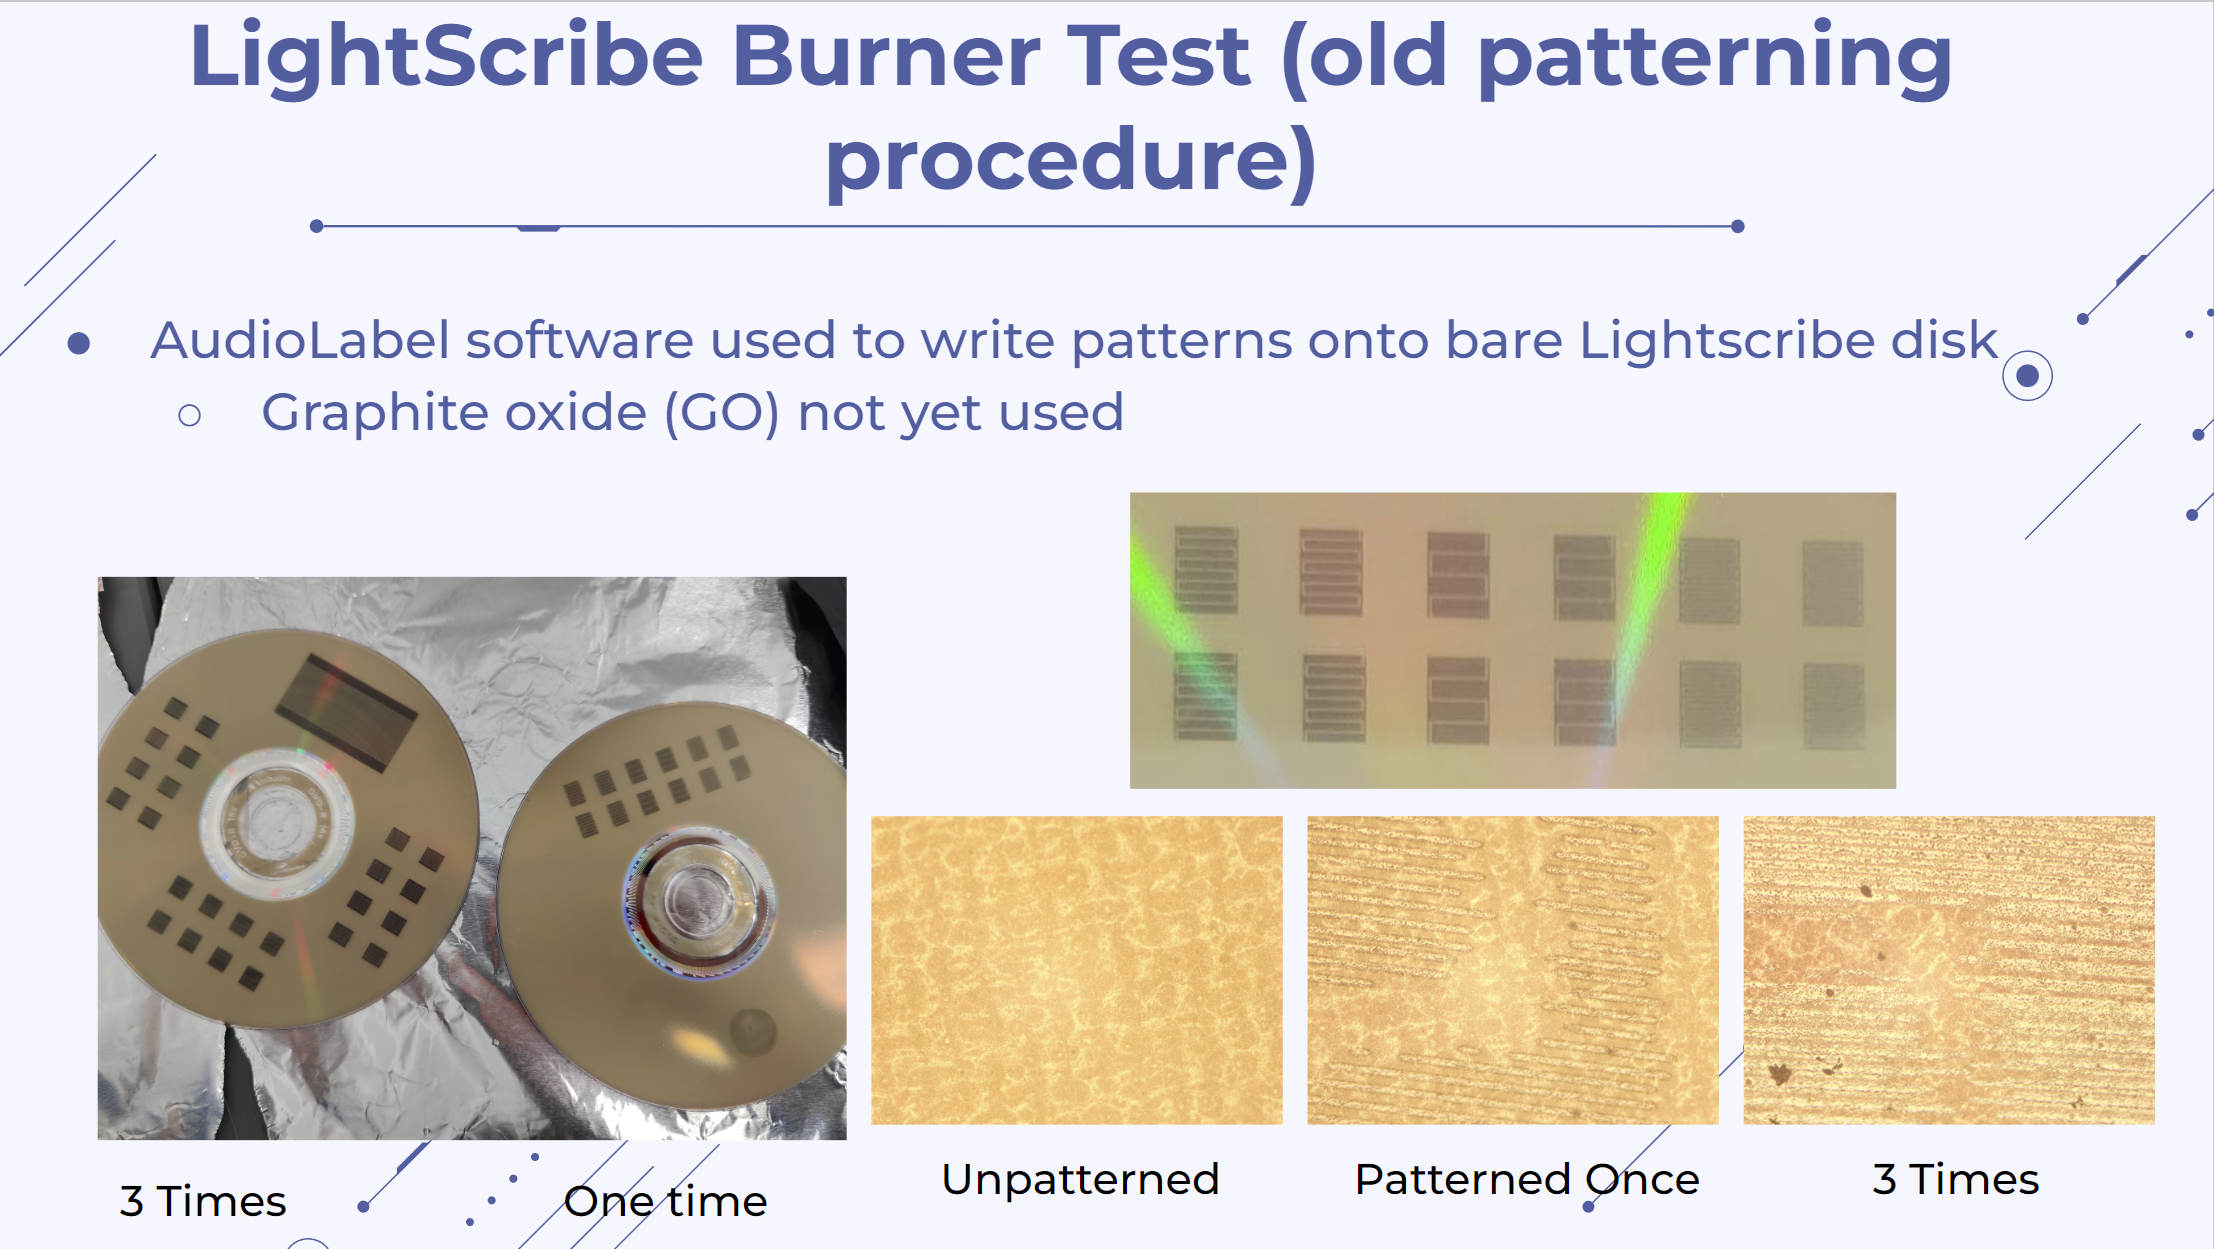 LightScribe Burner Test (old patterning
procedure)
AudioLabel software used to write patterns onto bare Lightscribe disk
Graphite oxide (GO) not yet used
3 Times
One time
Unpatterned
Patterned Once
3 Times